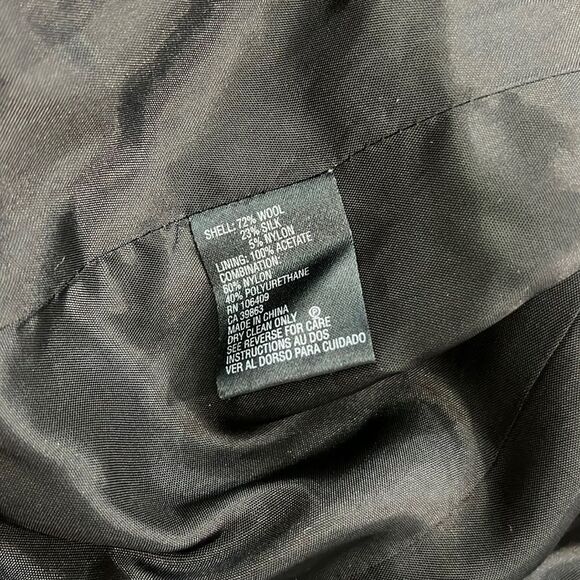 SHELL: 72% WOOL
23% SILK
5% NYLON
LINING: 100% ACETATE
COMBINATION:
60% NYLON
40% POLYURETHANE
RN 106409
CA 39863
MADE IN CHINA
DRY CLEAN ONLY Ⓟ
SEE REVERSE FOR CARE
INSTRUCTIONS AU DOS
VER AL DORSO PARA CUIDADO